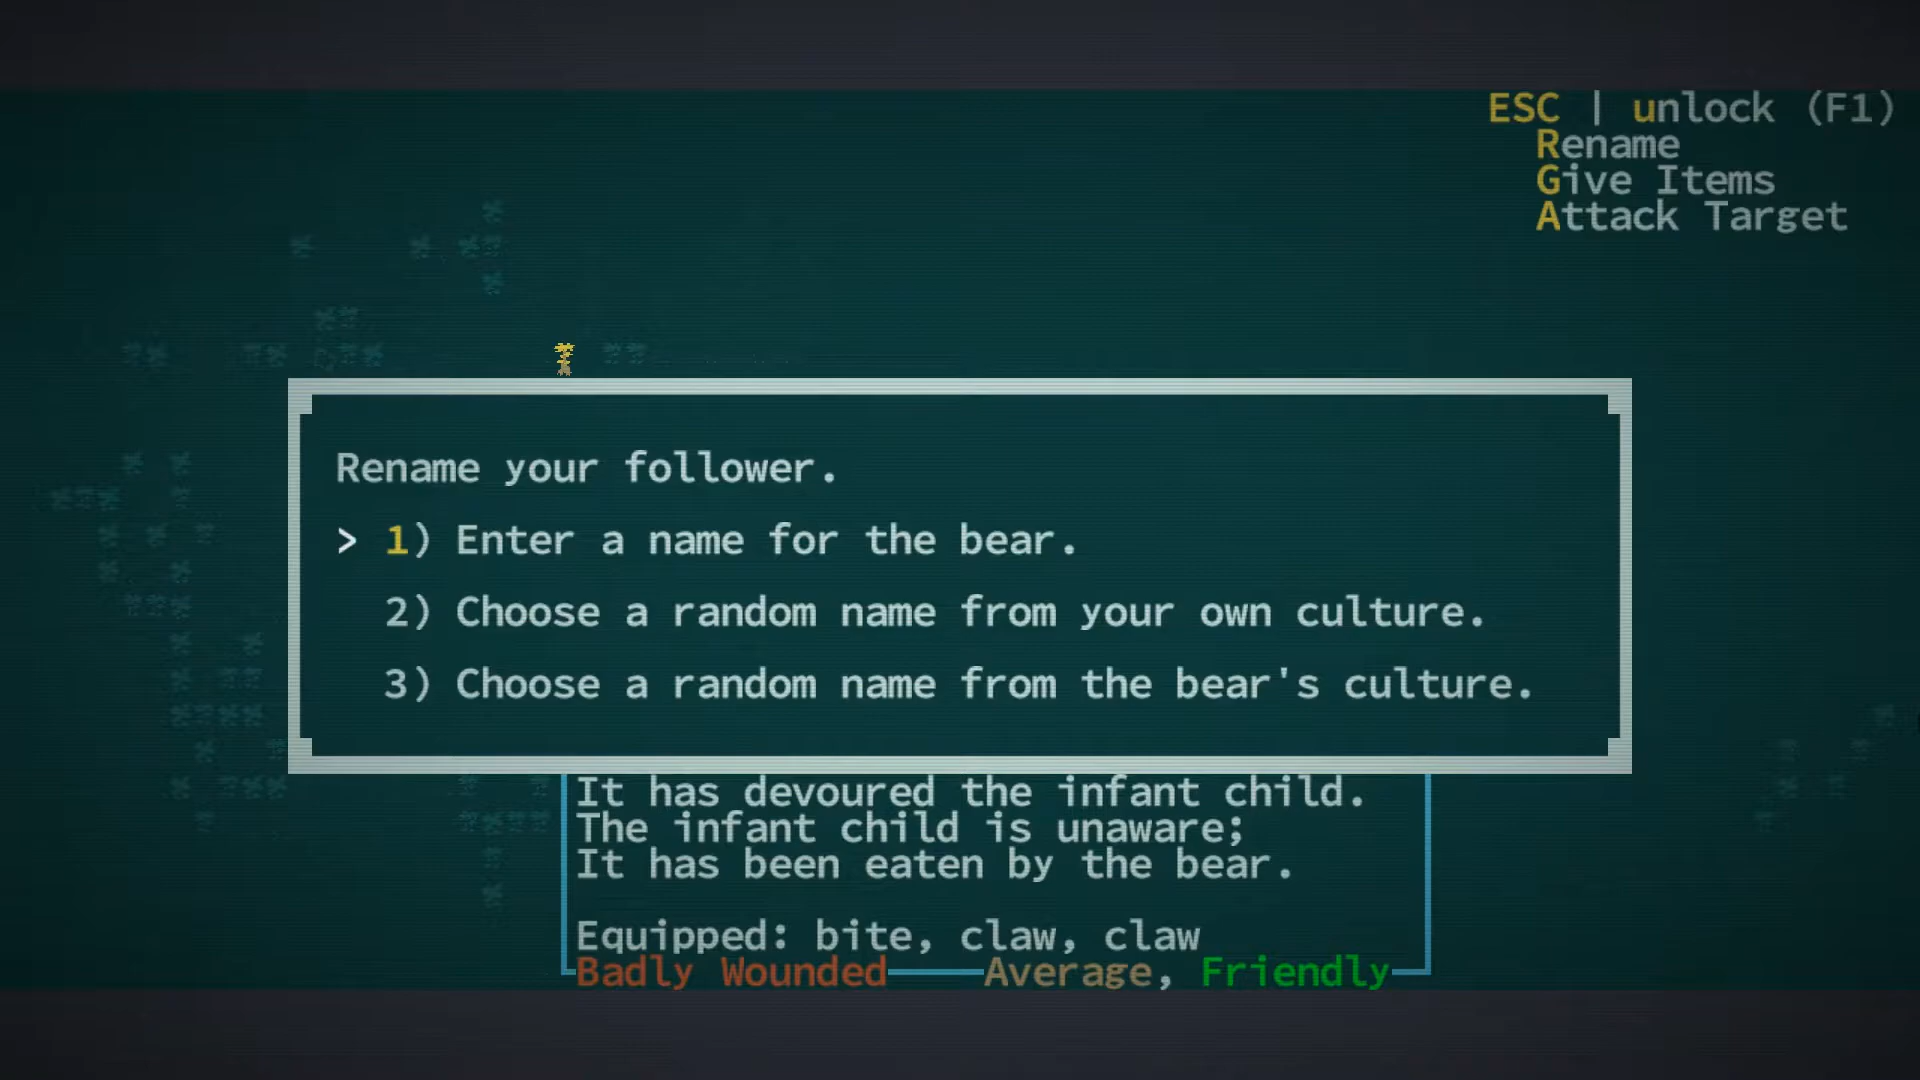 ESC | unlock (F1)
Rename
Give Items
Attack Target
Rename your follower.
> 1) Enter a name for the bear.
2) Choose a random name from your own culture.
3) Choose a random name from the bear's culture.
It has devoured the infant child.
The infant child is unaware;
It has been eaten by the bear.
Equipped: bite, claw, claw
Badly Wounded Average, Friendly